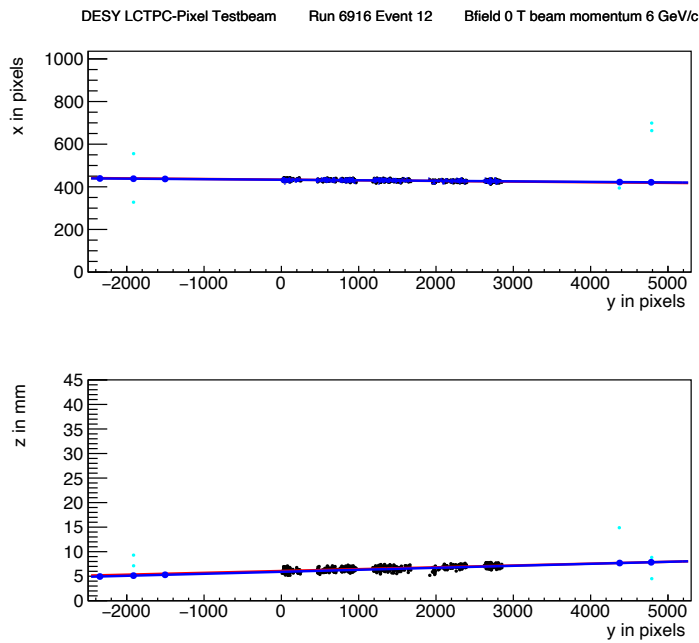 DESY LCTPC-Pixel Testbeam Run 6916 Event 12 Bfield 0 T beam momentum 6 GeV/c
x in pixels
1000
800
600
400
200
0
−2000 −1000 0 1000 2000 3000 4000 5000
y in pixels
z in mm
45
40
35
30
25
20
15
10
5
0
−2000 −1000 0 1000 2000 3000 4000 5000
y in pixels